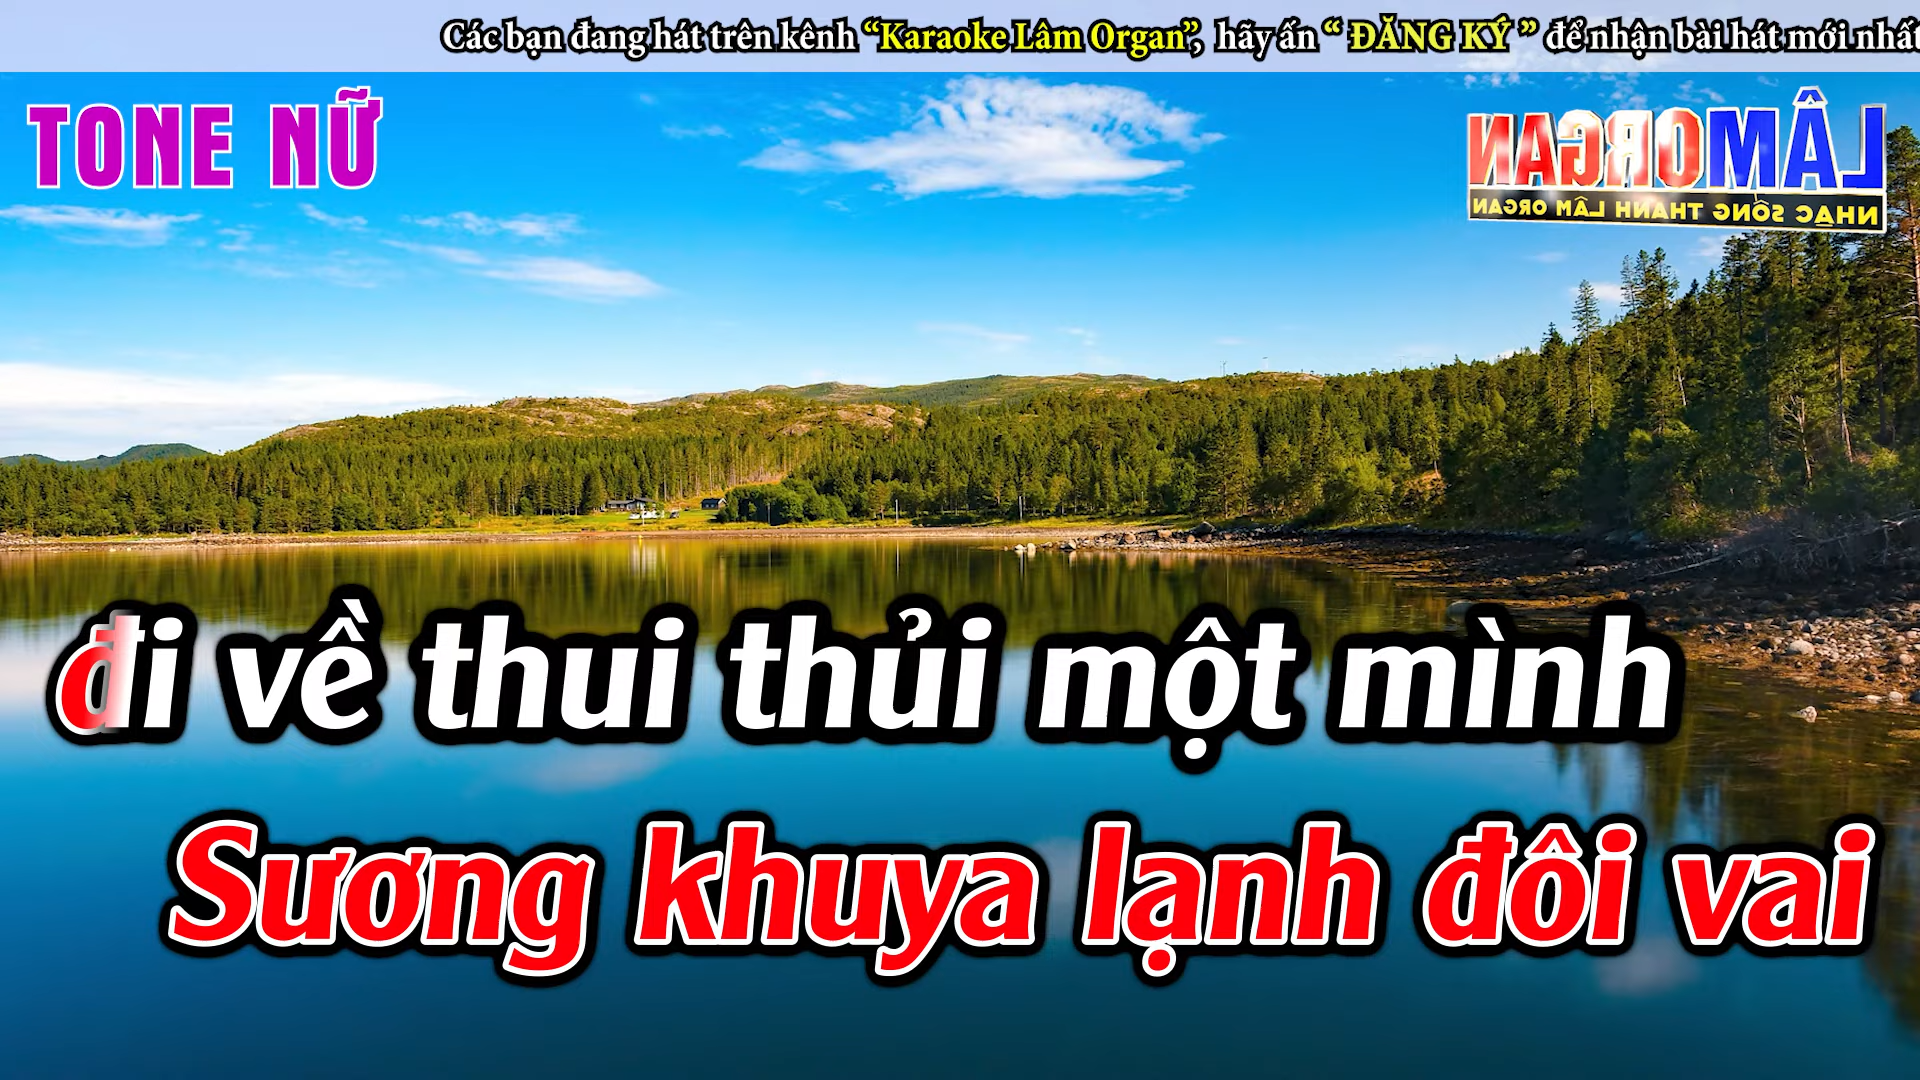 Các bạn đang hát trên kênh “Karaoke Lâm Organ”, hãy ấn “ ĐĂNG KÝ ” để nhận bài hát mới nhất
TONE NỮ
LÂM ORGAN
NHẠC SỐNG THANH LÂM ORGAN
đi về thui thủi một mình
Sương khuya lạnh đôi vai